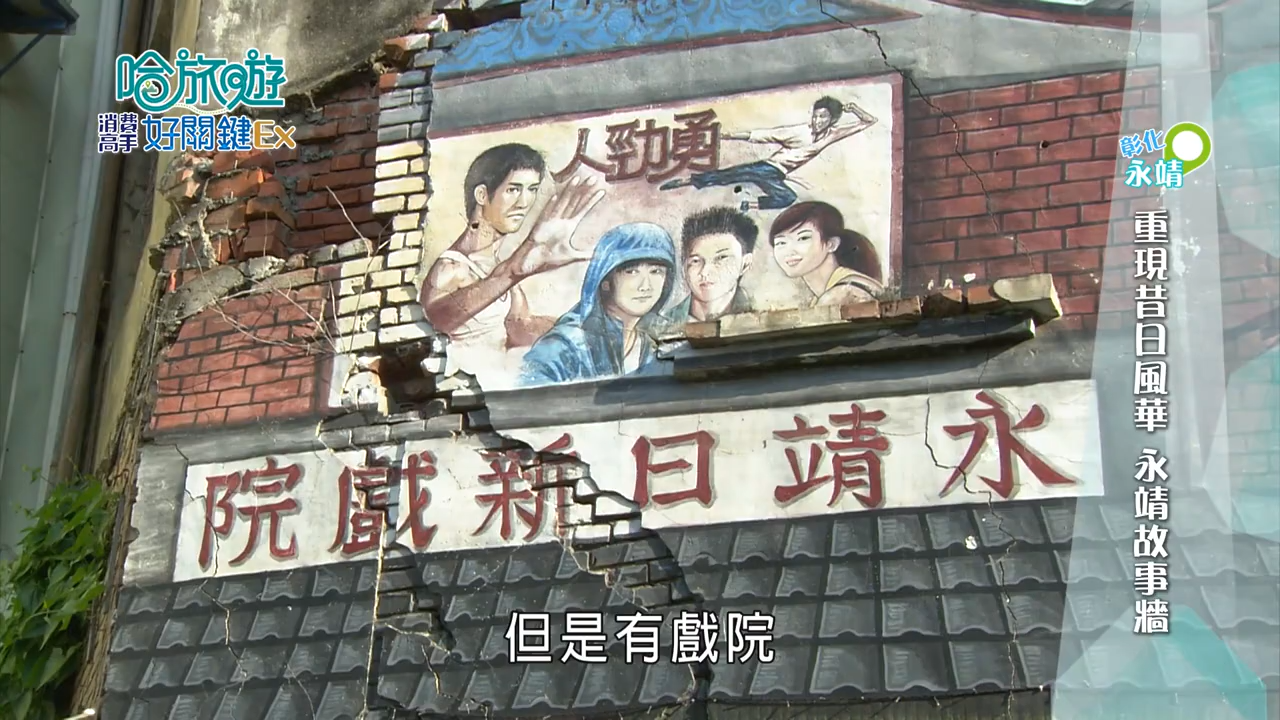 哈旅遊
消費高手
好關鍵Ex
彰化
永靖
重現昔日風華 永靖故事牆
勇勁人
永靖日新戲院
但是有戲院